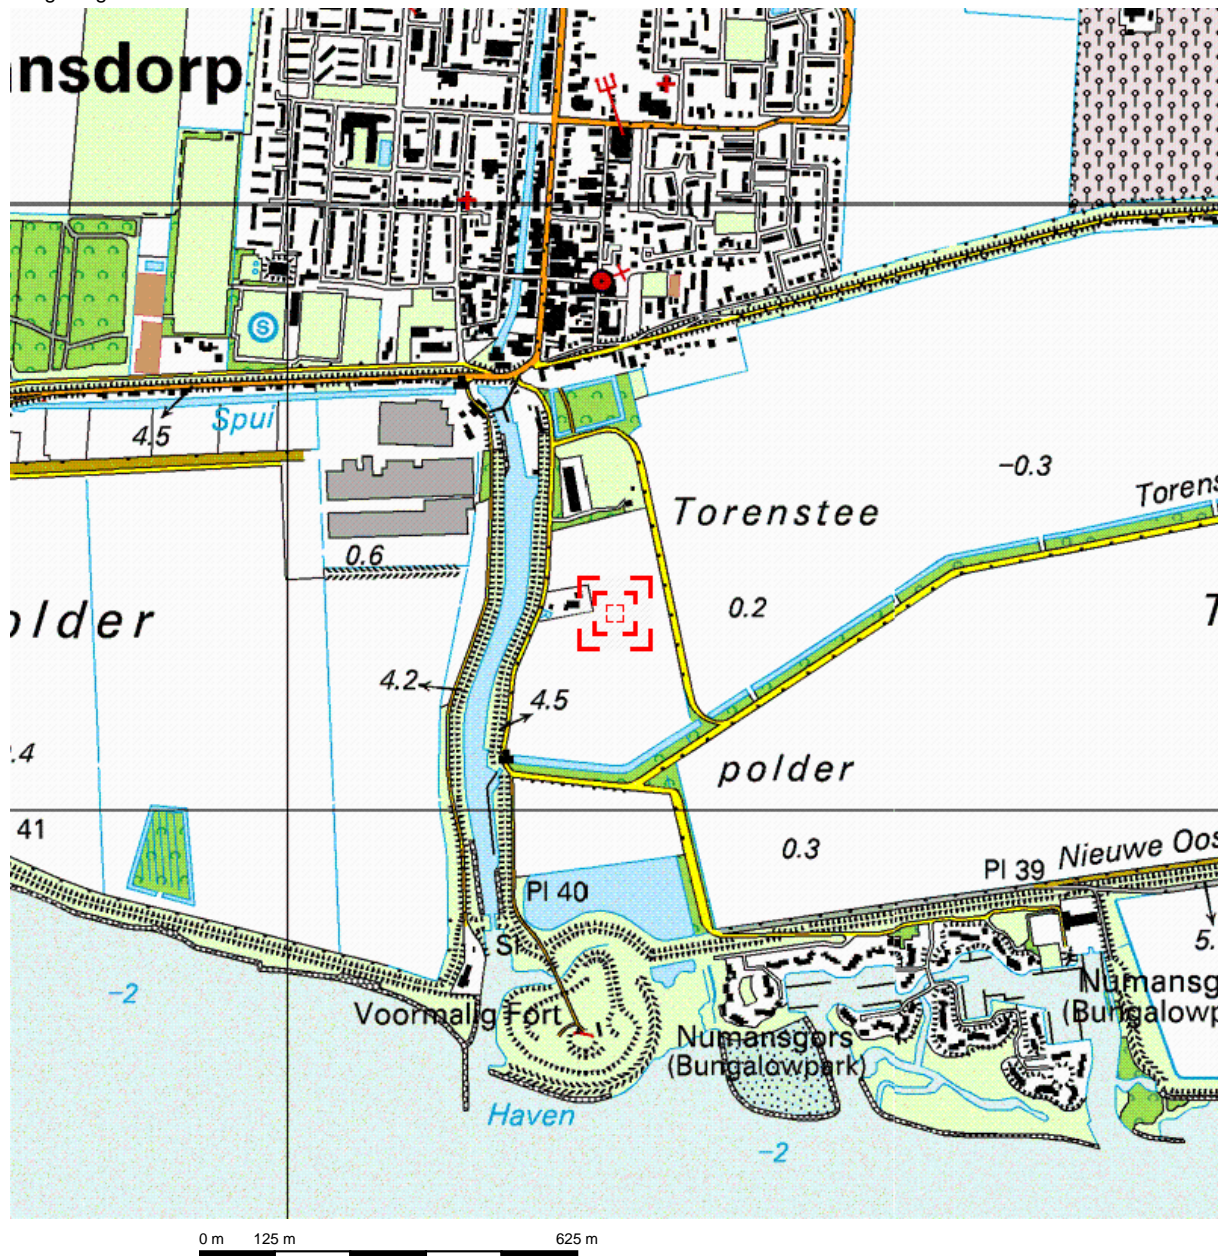 nsdorp
S
Spui
4.5
-0.3
Torens
Torenstee
0.6
0.2
older
T
4.2
4.5
.4
polder
41
0.3
Nieuwe Oos
Pl 39
Pl 40
Sl
5.
-2
Voormalig Fort
Numansg
(Bungalowp
Numansgors
(Bungalowpark)
Haven
-2
0 m 125 m 625 m